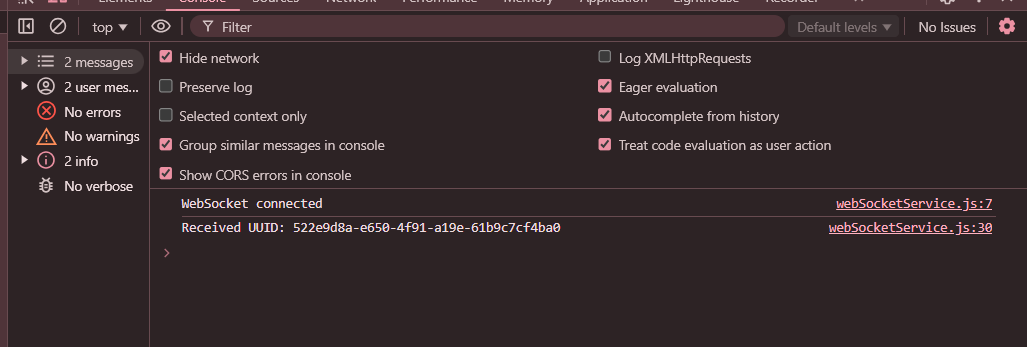 Elements Console Sources Network Performance Memory Application Lighthouse Recorder
top Filter Default levels No Issues
2 messages
2 user mes...
No errors
No warnings
2 info
No verbose
Hide network Log XMLHttpRequests
Preserve log Eager evaluation
Selected context only Autocomplete from history
Group similar messages in console Treat code evaluation as user action
Show CORS errors in console
WebSocket connected webSocketService.js:7
Received UUID: 522e9d8a-e650-4f91-a19e-61b9c7cf4ba0 webSocketService.js:30